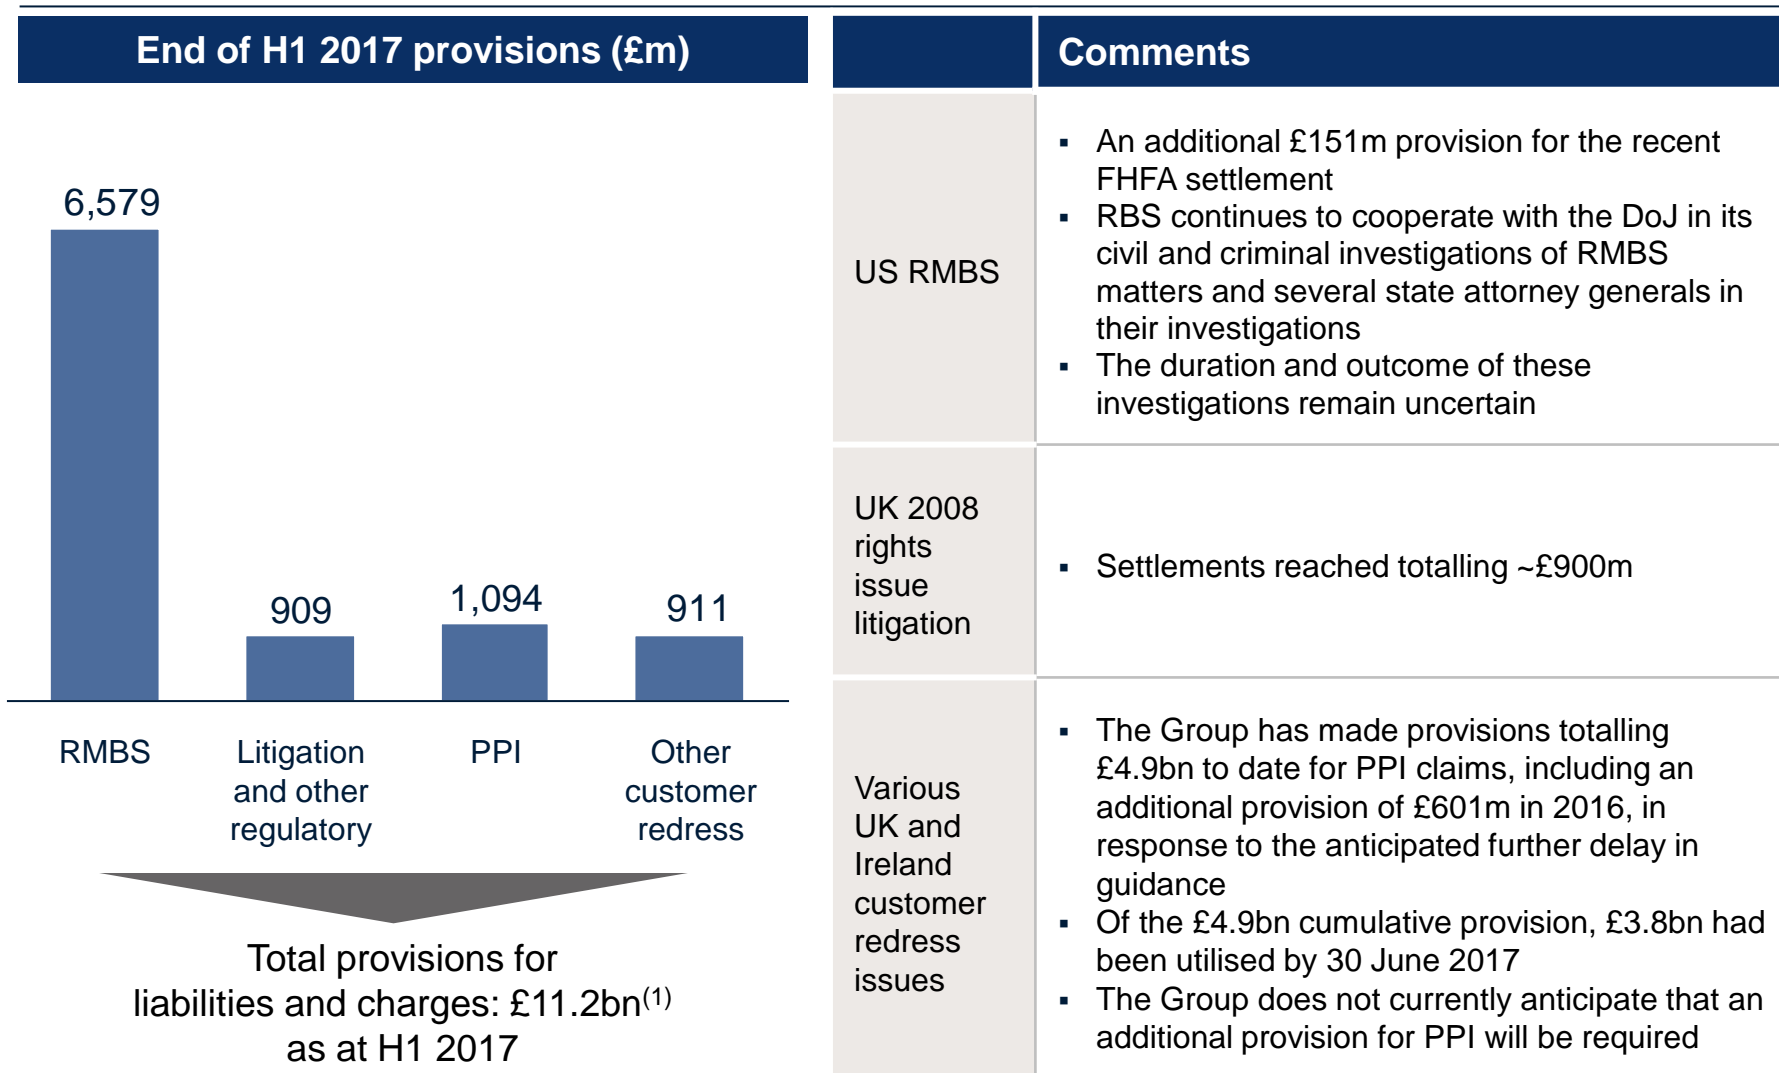 End of H1 2017 provisions (£m)
6,579
909
1,094
911
RMBS
Litigation
and other
regulatory
PPI
Other
customer
redress
Total provisions for
liabilities and charges: £11.2bn(1)
as at H1 2017
Comments
US RMBS
▪ An additional £151m provision for the recent
FHFA settlement
▪ RBS continues to cooperate with the DoJ in its
civil and criminal investigations of RMBS
matters and several state attorney generals in
their investigations
▪ The duration and outcome of these
investigations remain uncertain
UK 2008
rights
issue
litigation
▪ Settlements reached totalling ~£900m
Various
UK and
Ireland
customer
redress
issues
▪ The Group has made provisions totalling
£4.9bn to date for PPI claims, including an
additional provision of £601m in 2016, in
response to the anticipated further delay in
guidance
▪ Of the £4.9bn cumulative provision, £3.8bn had
been utilised by 30 June 2017
▪ The Group does not currently anticipate that an
additional provision for PPI will be required